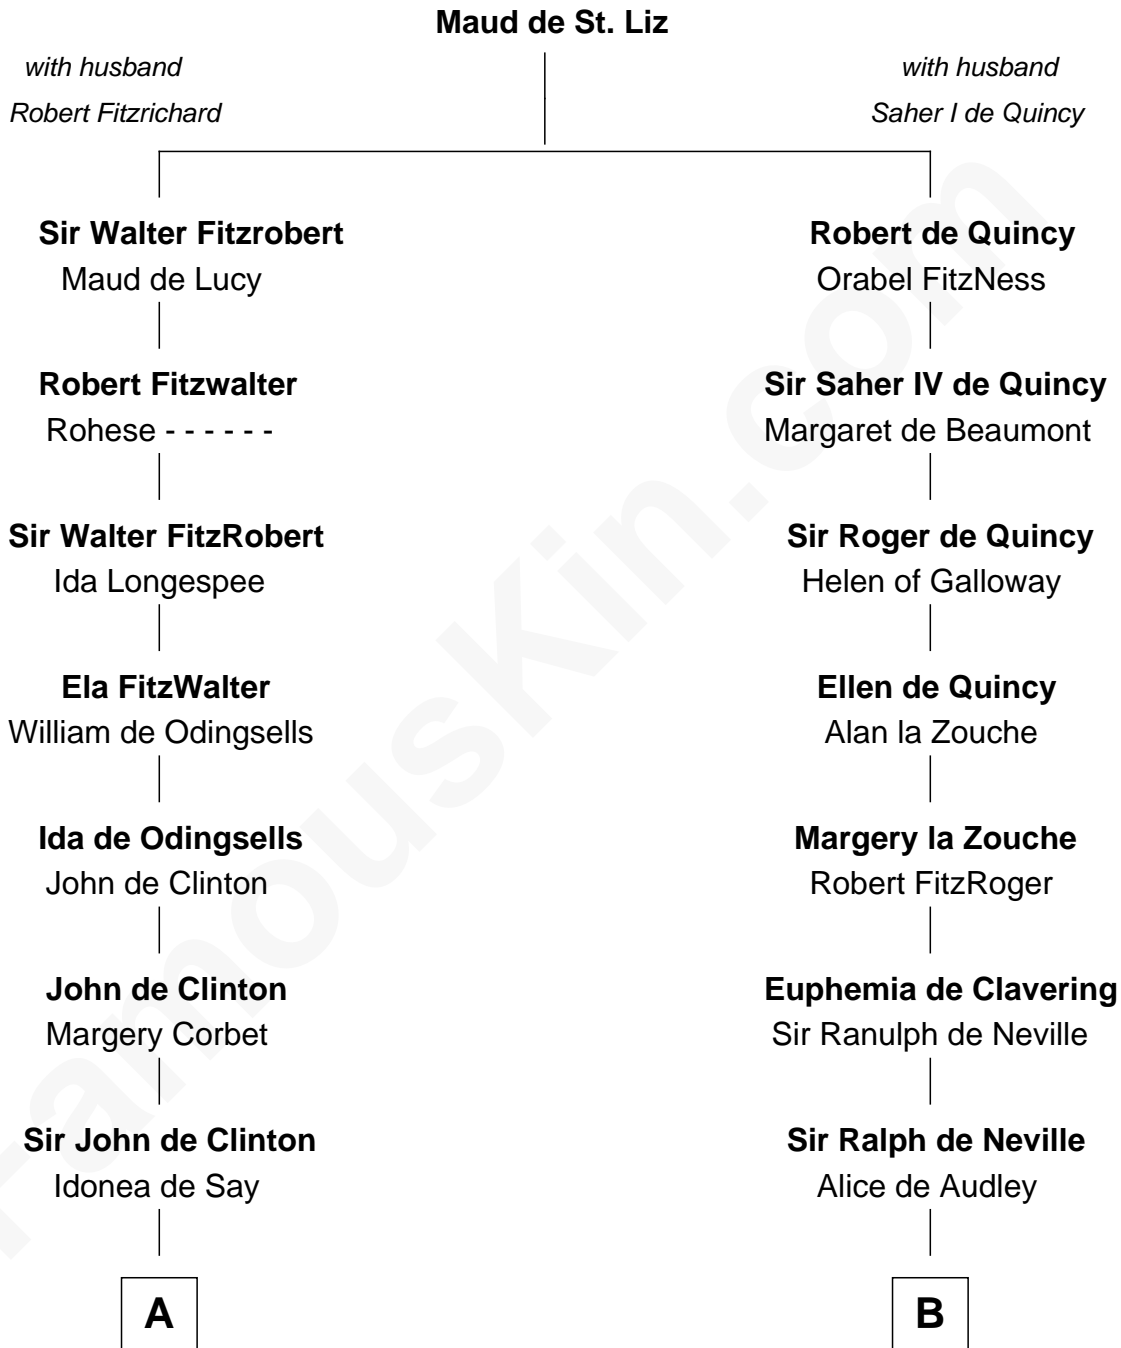 Maud de St. Liz
with husband
Robert Fitzrichard
with husband
Saher I de Quincy
Sir Walter Fitzrobert
Maud de Lucy
Robert de Quincy
Orabel FitzNess
Robert Fitzwalter
Rohese - - - - - -
Sir Saher IV de Quincy
Margaret de Beaumont
Sir Walter FitzRobert
Ida Longespee
Sir Roger de Quincy
Helen of Galloway
Ela FitzWalter
William de Odingsells
Ellen de Quincy
Alan la Zouche
Ida de Odingsells
John de Clinton
Margery la Zouche
Robert FitzRoger
John de Clinton
Margery Corbet
Euphemia de Clavering
Sir Ranulph de Neville
Sir John de Clinton
Idonea de Say
Sir Ralph de Neville
Alice de Audley
A
B
FamousKin.com